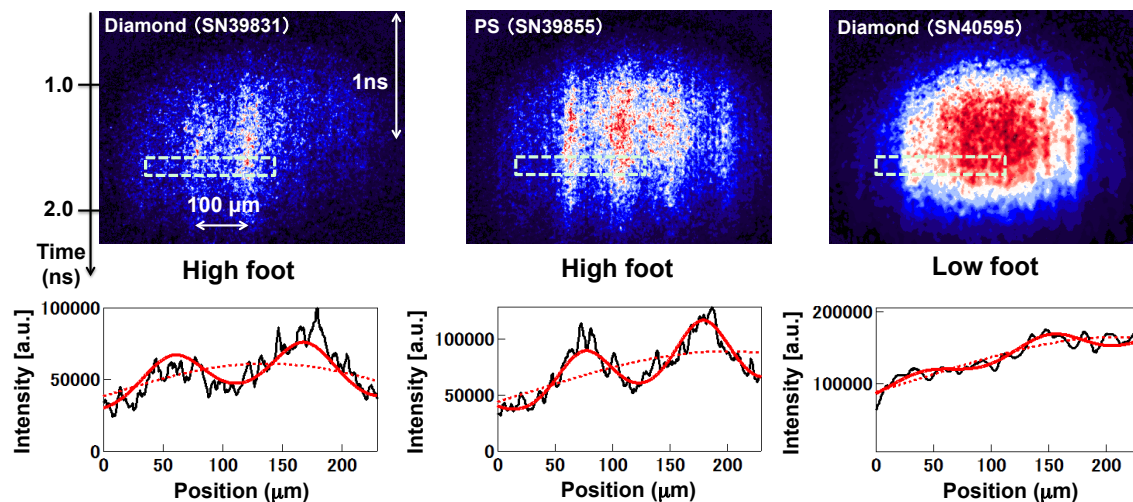 Diamond (SN39831)
PS (SN39855)
Diamond (SN40595)
1.0
1ns
2.0
100 μm
Time
(ns)
High foot
High foot
Low foot
Intensity [a.u.]
100000
50000
0
0 50 100 150 200
Position (μm)
Intensity [a.u.]
100000
50000
0
0 50 100 150 200
Position (μm)
Intensity [a.u.]
200000
100000
0
0 50 100 150 200
Position (μm)